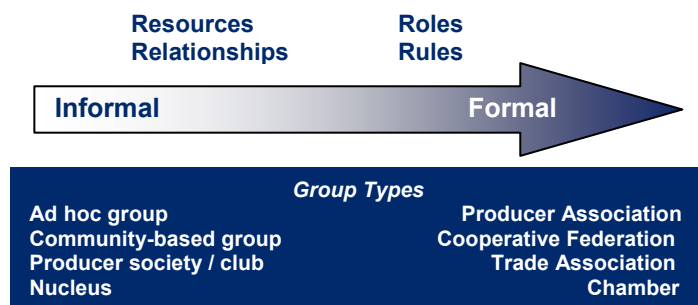 Resources Roles
Relationships Rules
Informal Formal
Group Types
Ad hoc group Producer Association
Community-based group Cooperative Federation
Producer society / club Trade Association
Nucleus Chamber